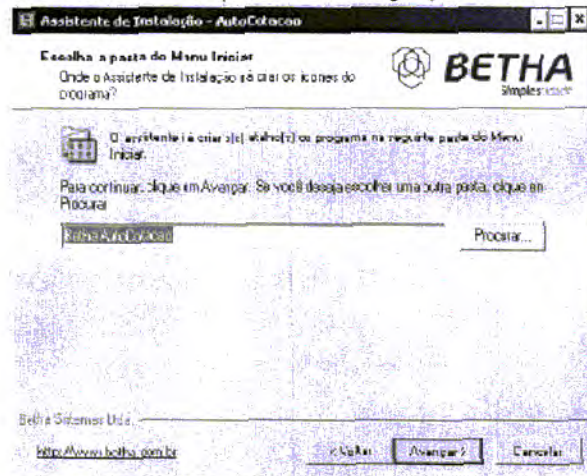 Assistente de Instalação - AutoCotacao
Escolha a pasta do Menu Iniciar
Onde o Assistente de Instalação irá criar os ícones do
programa?
BETHA
Simplesidade
O assistente irá criar o(s) atalho(s) do programa na seguinte pasta do Menu
Iniciar.
Para continuar, clique em Avançar. Se você deseja escolher uma outra pasta, clique em
Procurar.
Betha AutoCotacao
Procurar...
Betha Sistemas Ltda.
http://www.betha.com.br
< Voltar
Avançar >
Cancelar